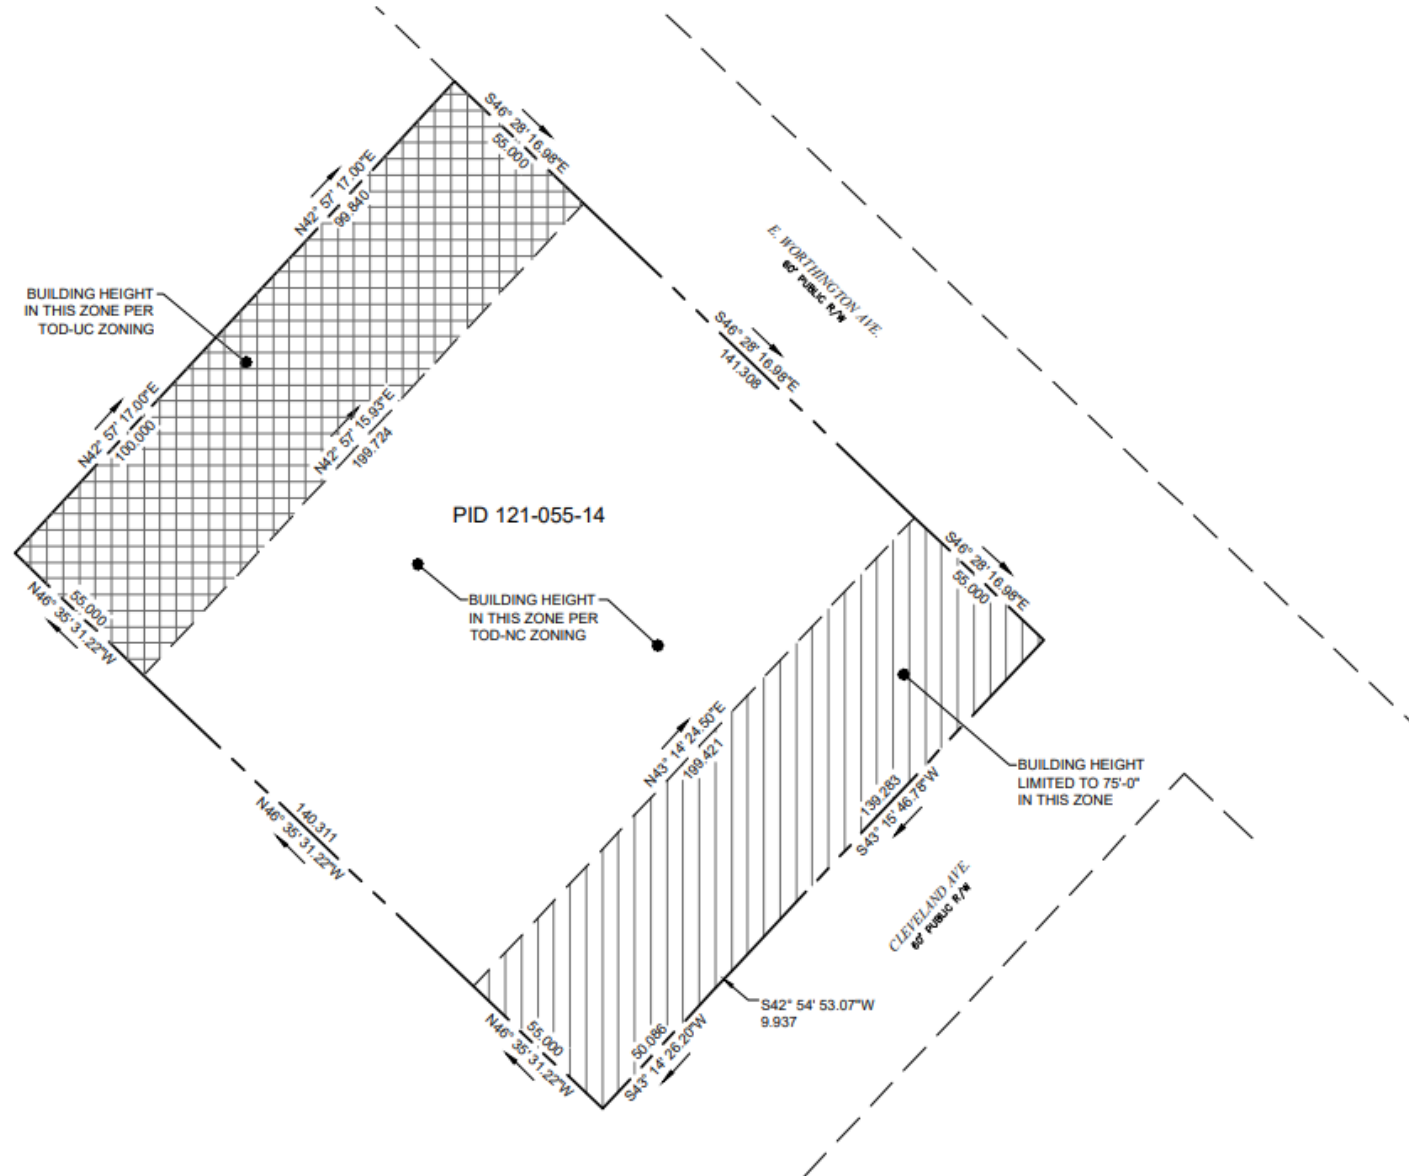 S46° 28' 16.98"E
55.000
N42° 57' 17.00"E
99.840
E. WORTHINGTON AVE.
60' PUBLIC R/W
BUILDING HEIGHT
IN THIS ZONE PER
TOD-UC ZONING
S46° 28' 16.98"E
141.308
N42° 57' 17.00"E
100.000
N42° 57' 15.93"E
199.724
PID 121-055-14
BUILDING HEIGHT
IN THIS ZONE PER
TOD-NC ZONING
S46° 28' 16.98"E
55.000
55.000
N46° 35' 31.22"W
N43° 14' 24.50"E
199.421
BUILDING HEIGHT
LIMITED TO 75'-0"
IN THIS ZONE
139.283
S43° 15' 46.78"W
140.311
N46° 35' 31.22"W
CLEVELAND AVE.
60' PUBLIC R/W
S42° 54' 53.07"W
9.937
55.000
N46° 35' 31.22"W
50.086
S43° 14' 26.20"W